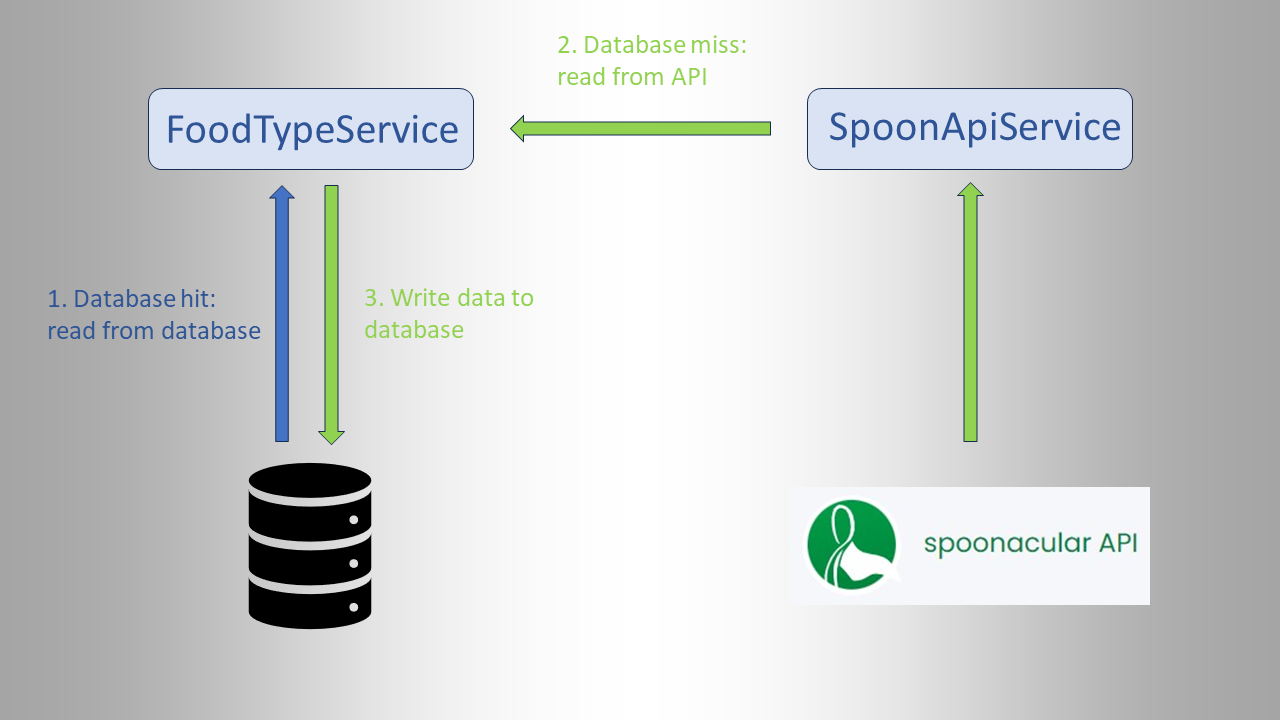 2. Database miss:
read from API
FoodTypeService
SpoonApiService
1. Database hit:
read from database
3. Write data to
database
spoonacular API